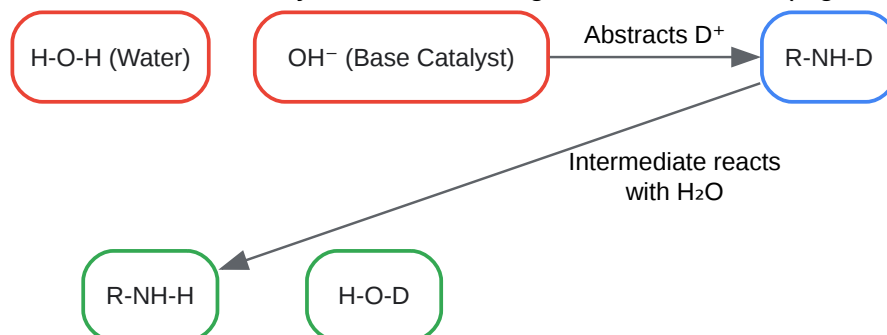 H-O-H (Water)
OH⁻ (Base Catalyst)
Abstracts D⁺
R-NH-D
Intermediate reacts
with H₂O
R-NH-H
H-O-D